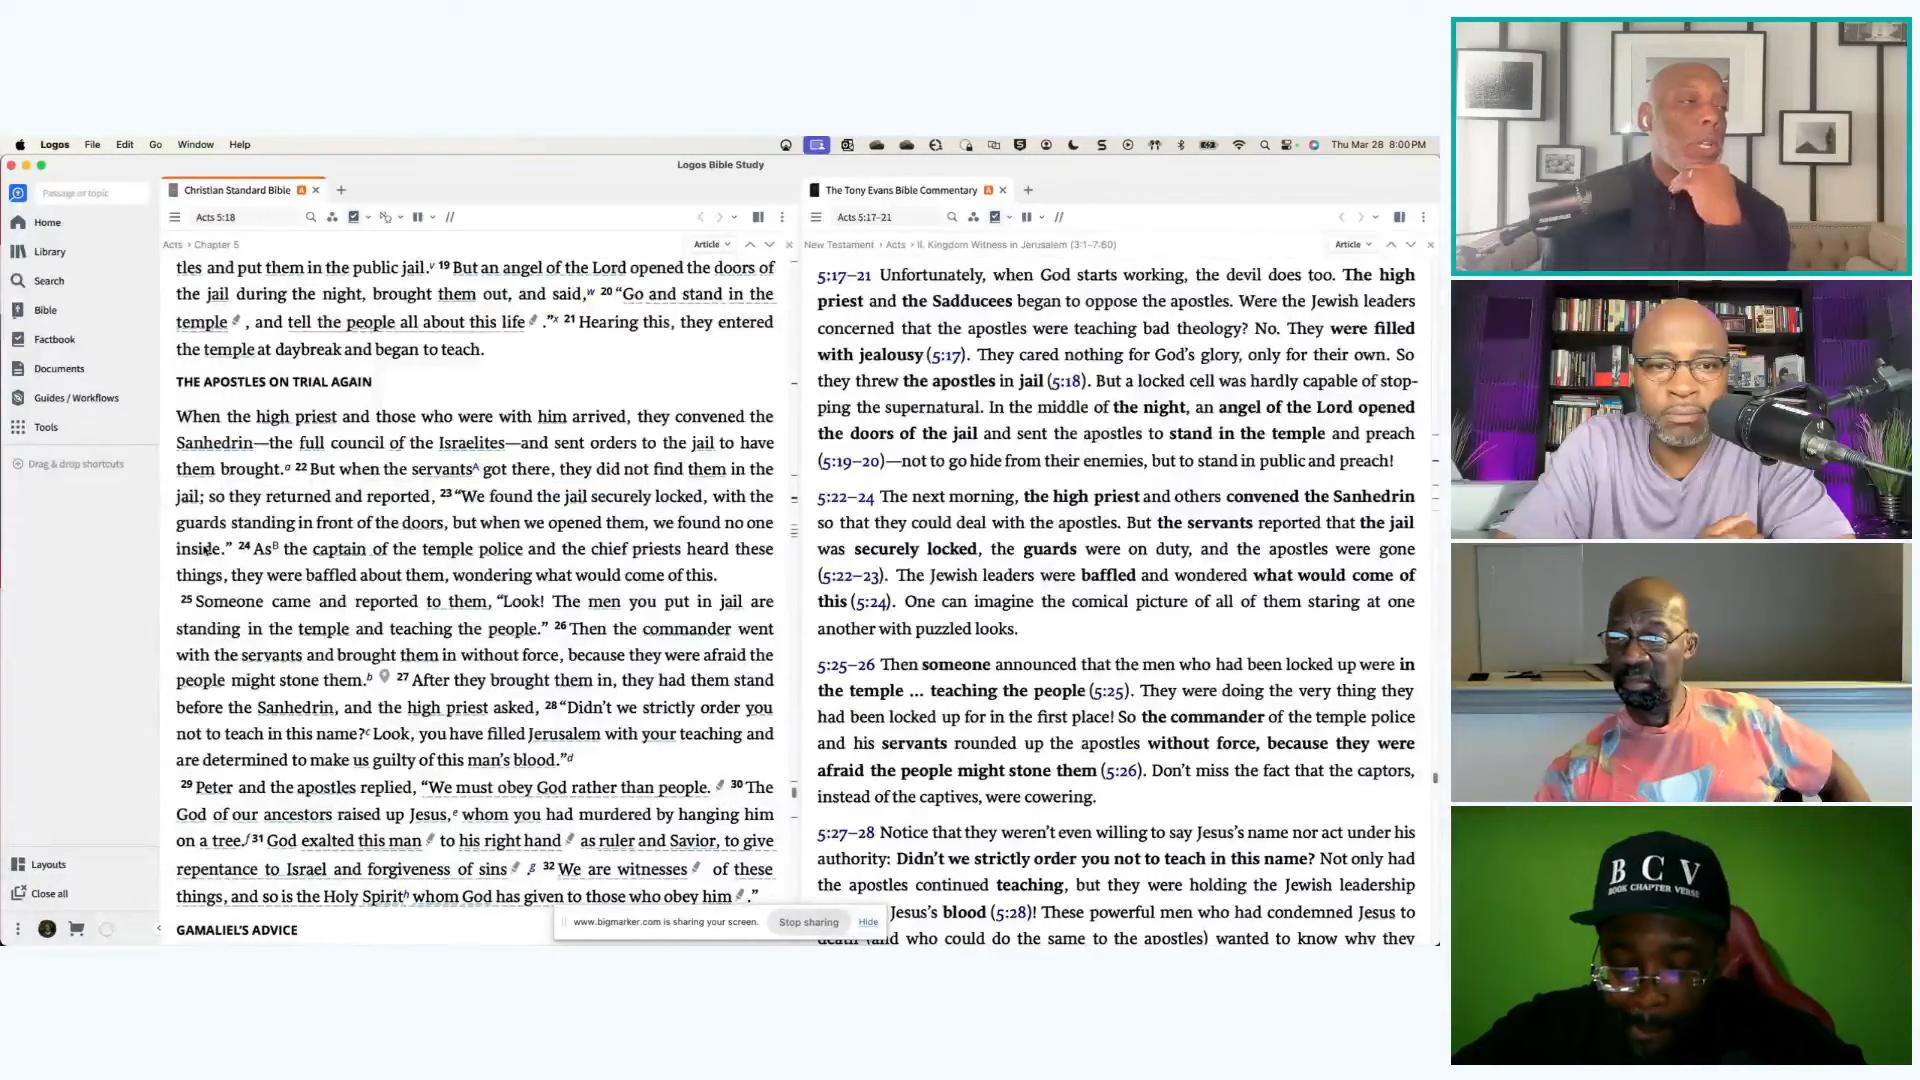 Logos File Edit Go Window Help
Thu Mar 28 8:00 PM
Logos Bible Study
Passage or topic
Home
Library
Search
Bible
Factbook
Documents
Guides / Workflows
Tools
Drag & drop shortcuts
Layouts
Close all
Christian Standard Bible A
Acts 5:18
Acts › Chapter 5
Article
tles and put them in the public jail.v 19 But an angel of the Lord opened the doors of
the jail during the night, brought them out, and said,w 20 “Go and stand in the
temple , and tell the people all about this life .”x 21 Hearing this, they entered
the temple at daybreak and began to teach.
THE APOSTLES ON TRIAL AGAIN
When the high priest and those who were with him arrived, they convened the
Sanhedrin—the full council of the Israelites—and sent orders to the jail to have
them brought.a 22 But when the servantsA got there, they did not find them in the
jail; so they returned and reported, 23 “We found the jail securely locked, with the
guards standing in front of the doors, but when we opened them, we found no one
inside.” 24 AsB the captain of the temple police and the chief priests heard these
things, they were baffled about them, wondering what would come of this.
25 Someone came and reported to them, “Look! The men you put in jail are
standing in the temple and teaching the people.” 26 Then the commander went
with the servants and brought them in without force, because they were afraid the
people might stone them.b 27 After they brought them in, they had them stand
before the Sanhedrin, and the high priest asked, 28 “Didn’t we strictly order you
not to teach in this name?c Look, you have filled Jerusalem with your teaching and
are determined to make us guilty of this man’s blood.”d
29 Peter and the apostles replied, “We must obey God rather than people. 30 The
God of our ancestors raised up Jesus,e whom you had murdered by hanging him
on a tree.f 31 God exalted this man to his right hand as ruler and Savior, to give
repentance to Israel and forgiveness of sins .g 32 We are witnesses of these
things, and so is the Holy Spirith whom God has given to those who obey him .”
GAMALIEL’S ADVICE
The Tony Evans Bible Commentary A
Acts 5:17–21
New Testament › Acts › II. Kingdom Witness in Jerusalem (3:1–7:60)
Article
5:17–21 Unfortunately, when God starts working, the devil does too. The high
priest and the Sadducees began to oppose the apostles. Were the Jewish leaders
concerned that the apostles were teaching bad theology? No. They were filled
with jealousy (5:17). They cared nothing for God’s glory, only for their own. So
they threw the apostles in jail (5:18). But a locked cell was hardly capable of stop-
ping the supernatural. In the middle of the night, an angel of the Lord opened
the doors of the jail and sent the apostles to stand in the temple and preach
(5:19–20)—not to go hide from their enemies, but to stand in public and preach!
5:22–24 The next morning, the high priest and others convened the Sanhedrin
so that they could deal with the apostles. But the servants reported that the jail
was securely locked, the guards were on duty, and the apostles were gone
(5:22–23). The Jewish leaders were baffled and wondered what would come of
this (5:24). One can imagine the comical picture of all of them staring at one
another with puzzled looks.
5:25–26 Then someone announced that the men who had been locked up were in
the temple ... teaching the people (5:25). They were doing the very thing they
had been locked up for in the first place! So the commander of the temple police
and his servants rounded up the apostles without force, because they were
afraid the people might stone them (5:26). Don’t miss the fact that the captors,
instead of the captives, were cowering.
5:27–28 Notice that they weren’t even willing to say Jesus’s name nor act under his
authority: Didn’t we strictly order you not to teach in this name? Not only had
the apostles continued teaching, but they were holding the Jewish leadership
Jesus’s blood (5:28)! These powerful men who had condemned Jesus to
death (and who could do the same to the apostles) wanted to know why they
www.bigmarker.com is sharing your screen. Stop sharing Hide
B C V
BOOK CHAPTER VERSE